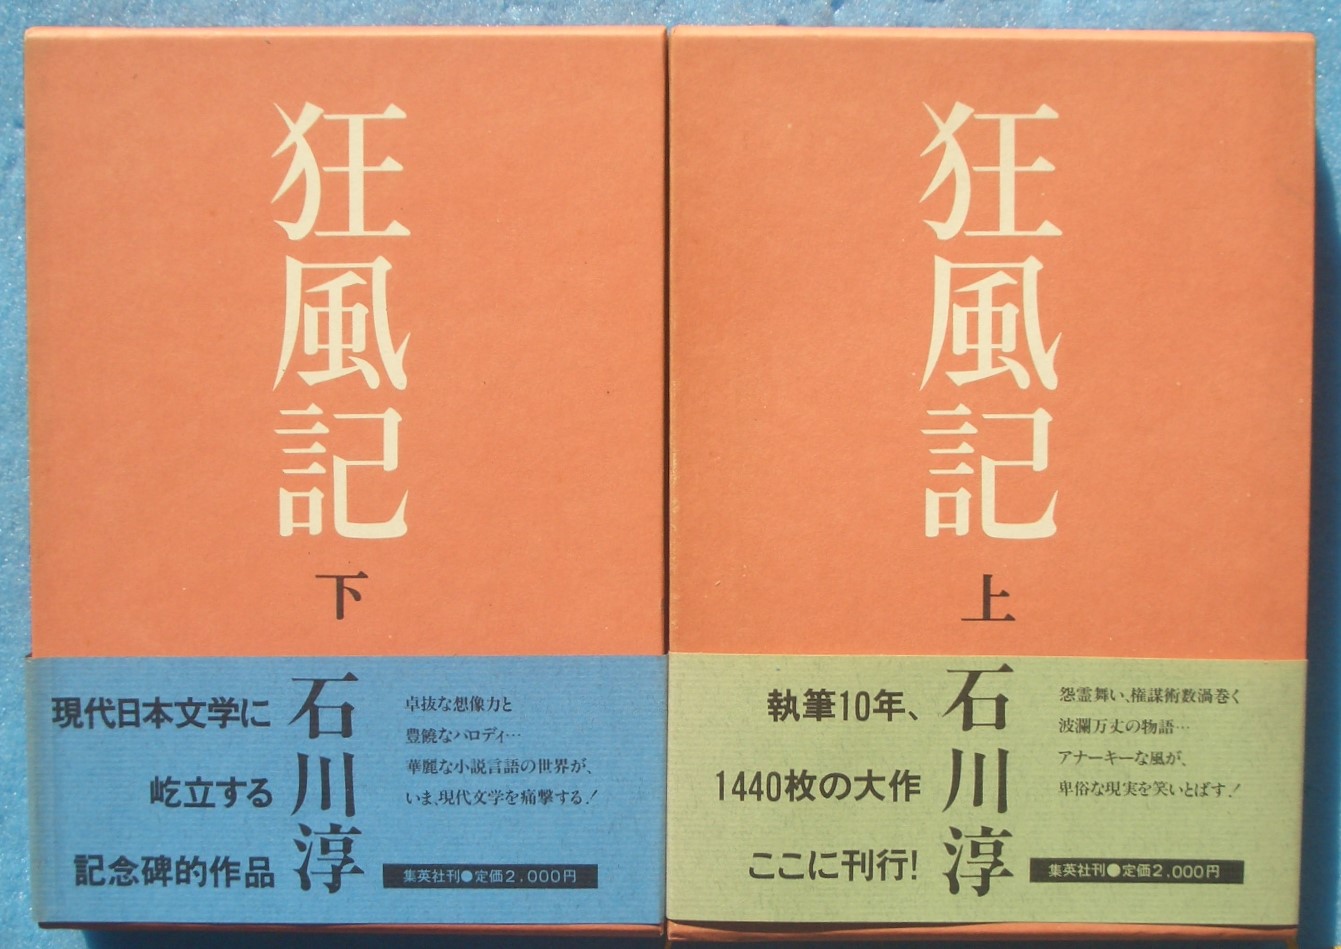 狂風記
下
石川淳
現代日本文学に
屹立する
記念碑的作品
卓抜な想像力と
豊饒なパロディ…
華麗な小説言語の世界が、
いま、現代文学を痛撃する!
集英社刊●定価2,000円
狂風記
上
石川淳
執筆10年、
1440枚の大作
ここに刊行!
怨霊舞い、権謀術数渦巻く
波瀾万丈の物語…
アナーキーな風が、
卑俗な現実を笑いとばす!
集英社刊●定価2,000円